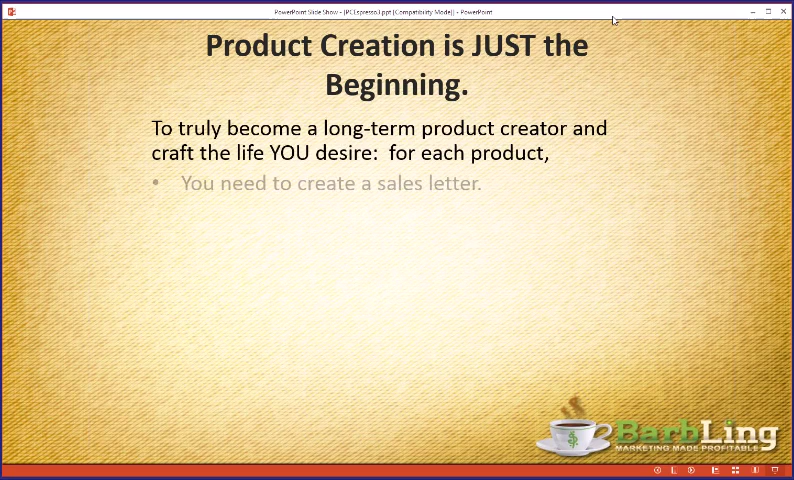 PowerPoint Slide Show - [PCEspresso3.ppt [Compatibility Mode]] - PowerPoint
Product Creation is JUST the
Beginning.
To truly become a long-term product creator and
craft the life YOU desire:  for each product,
• You need to create a sales letter.
$
BarbLing
MARKETING MADE PROFITABLE